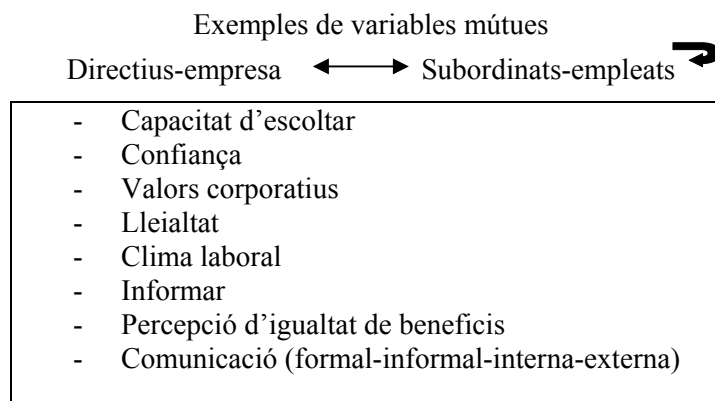 Exemples de variables mútues
Directius-empresa Subordinats-empleats
- Capacitat d’escoltar
- Confiança
- Valors corporatius
- Lleialtat
- Clima laboral
- Informar
- Percepció d’igualtat de beneficis
- Comunicació (formal-informal-interna-externa)